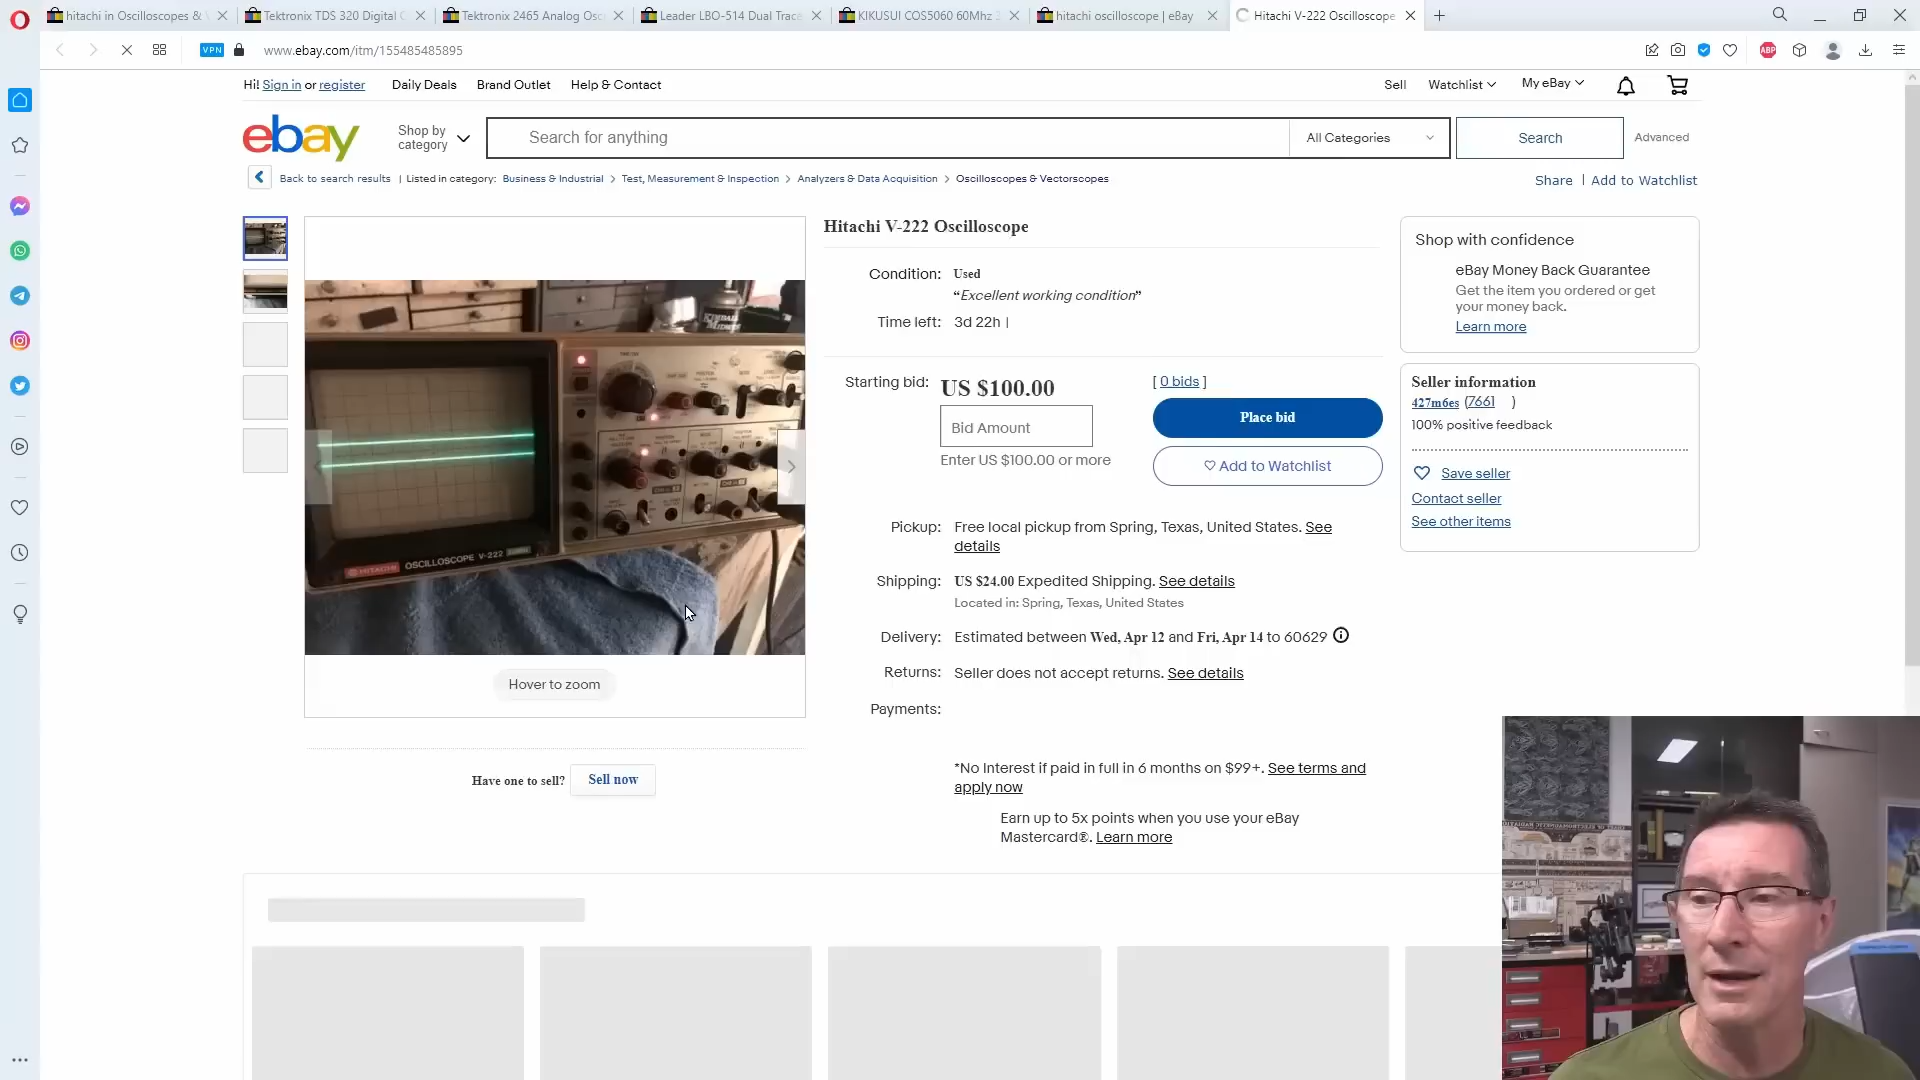 hitachi in Oscilloscopes &
Tektronix TDS 320 Digital
Tektronix 2465 Analog Osc
Leader LBO-514 Dual Trace
KIKUSUI COS5060 60Mhz
hitachi oscilloscope | eBay
Hitachi V-222 Oscilloscope
VPN
www.ebay.com/itm/155485485895
ABP
Hi! Sign in or register
Daily Deals
Brand Outlet
Help & Contact
Sell
Watchlist
My eBay
ebay
Shop by
category
Search for anything
All Categories
Search
Advanced
Back to search results | Listed in category: Business & Industrial > Test, Measurement & Inspection > Analyzers & Data Acquisition > Oscilloscopes & Vectorscopes
Share | Add to Watchlist
Hitachi V-222 Oscilloscope
Condition: Used
“Excellent working condition”
Time left: 3d 22h |
Starting bid: US $100.00
[ 0 bids ]
Bid Amount
Place bid
Enter US $100.00 or more
Add to Watchlist
Pickup: Free local pickup from Spring, Texas, United States. See
details
Shipping: US $24.00 Expedited Shipping. See details
Located in: Spring, Texas, United States
Delivery: Estimated between Wed, Apr 12 and Fri, Apr 14 to 60629
Returns: Seller does not accept returns. See details
Payments:
*No Interest if paid in full in 6 months on $99+. See terms and
apply now
Earn up to 5x points when you use your eBay
Mastercard®. Learn more
Shop with confidence
eBay Money Back Guarantee
Get the item you ordered or get
your money back.
Learn more
Seller information
427m6es (7661 )
100% positive feedback
Save seller
Contact seller
See other items
HITACHI OSCILLOSCOPE V-222
Hover to zoom
Have one to sell? Sell now